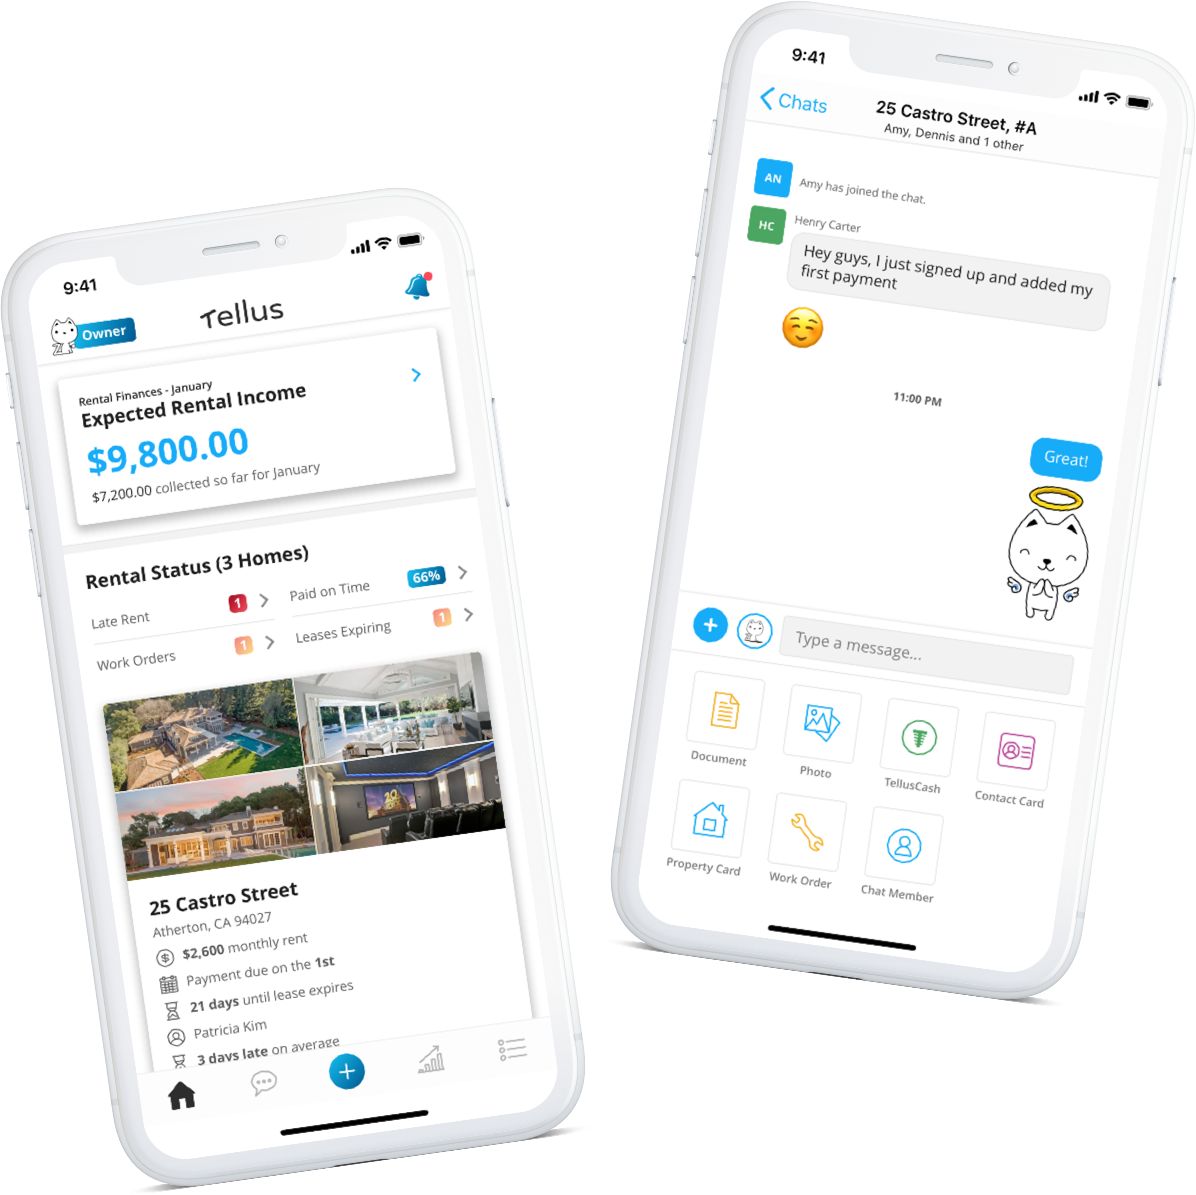 9:41
Owner
Tellus
Rental Finances - January
Expected Rental Income
$9,800.00
$7,200.00 collected so far for January
Rental Status (3 Homes)
Late Rent 1
Paid on Time 66%
Work Orders 1
Leases Expiring 1
20
25 Castro Street
Atherton, CA 94027
$2,600 monthly rent
Payment due on the 1st
21 days until lease expires
Patricia Kim
3 days late on average
9:41
Chats
25 Castro Street, #A
Amy, Dennis and 1 other
AN
Amy has joined the chat.
HC
Henry Carter
Hey guys, I just signed up and added my
first payment
11:00 PM
Great!
Type a message...
Document
Photo
TellusCash
Contact Card
Property Card
Work Order
Chat Member